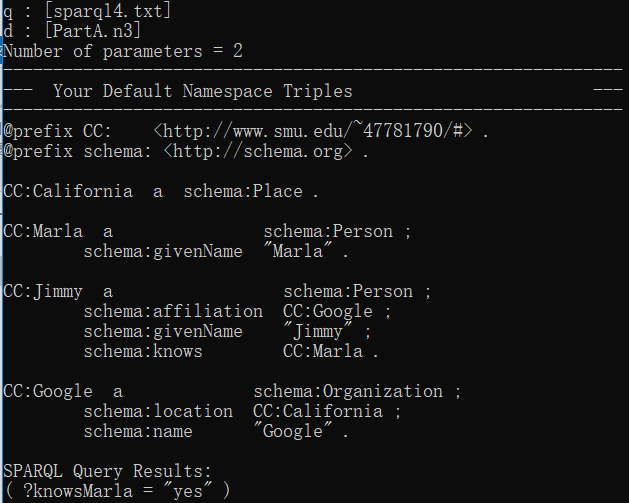 q : [sparql4.txt]
d : [PartA.n3]
Number of parameters = 2
--------------------------------------------------------------
---  Your Default Namespace Triples                        ---
--------------------------------------------------------------
@prefix CC:    <http://www.smu.edu/~47781790/#> .
@prefix schema: <http://schema.org> .

CC:California  a  schema:Place .

CC:Marla  a               schema:Person ;
        schema:givenName  "Marla" .

CC:Jimmy  a                 schema:Person ;
        schema:affiliation  CC:Google ;
        schema:givenName    "Jimmy" ;
        schema:knows        CC:Marla .

CC:Google  a             schema:Organization ;
        schema:location  CC:California ;
        schema:name      "Google" .

SPARQL Query Results:
( ?knowsMarla = "yes" )